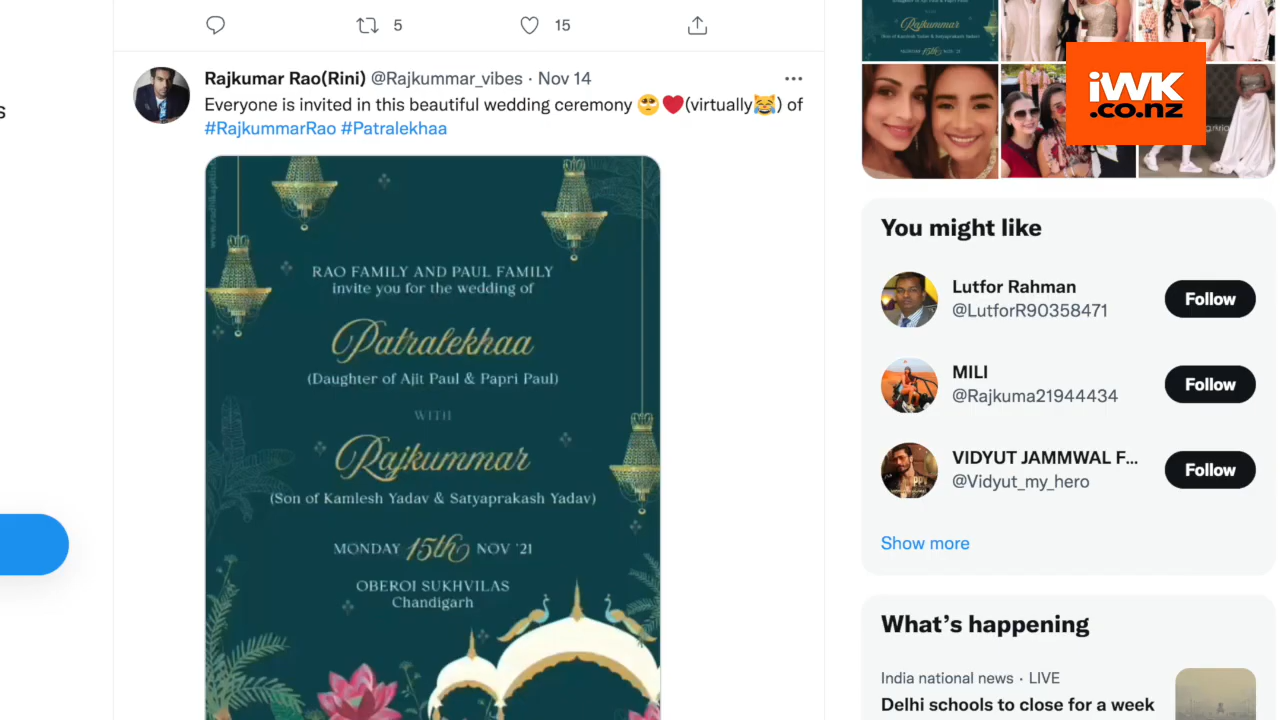 5
15
Rajkumar Rao(Rini) @Rajkummar_vibes · Nov 14
Everyone is invited in this beautiful wedding ceremony 🥺❤️(virtually😹) of
#RajkummarRao #Patralekhaa
RAO FAMILY AND PAUL FAMILY
invite you for the wedding of
Patralekhaa
(Daughter of Ajit Paul & Papri Paul)
WITH
Rajkummar
(Son of Kamlesh Yadav & Satyaprakash Yadav)
MONDAY 15th NOV '21
OBEROI SUKHVILAS
Chandigarh
s
Rajkummar
iWK
.co.nz
You might like
Lutfor Rahman
@LutforR90358471
Follow
MILI
@Rajkuma21944434
Follow
VIDYUT JAMMWAL F...
@Vidyut_my_hero
Follow
Show more
What's happening
India national news · LIVE
Delhi schools to close for a week